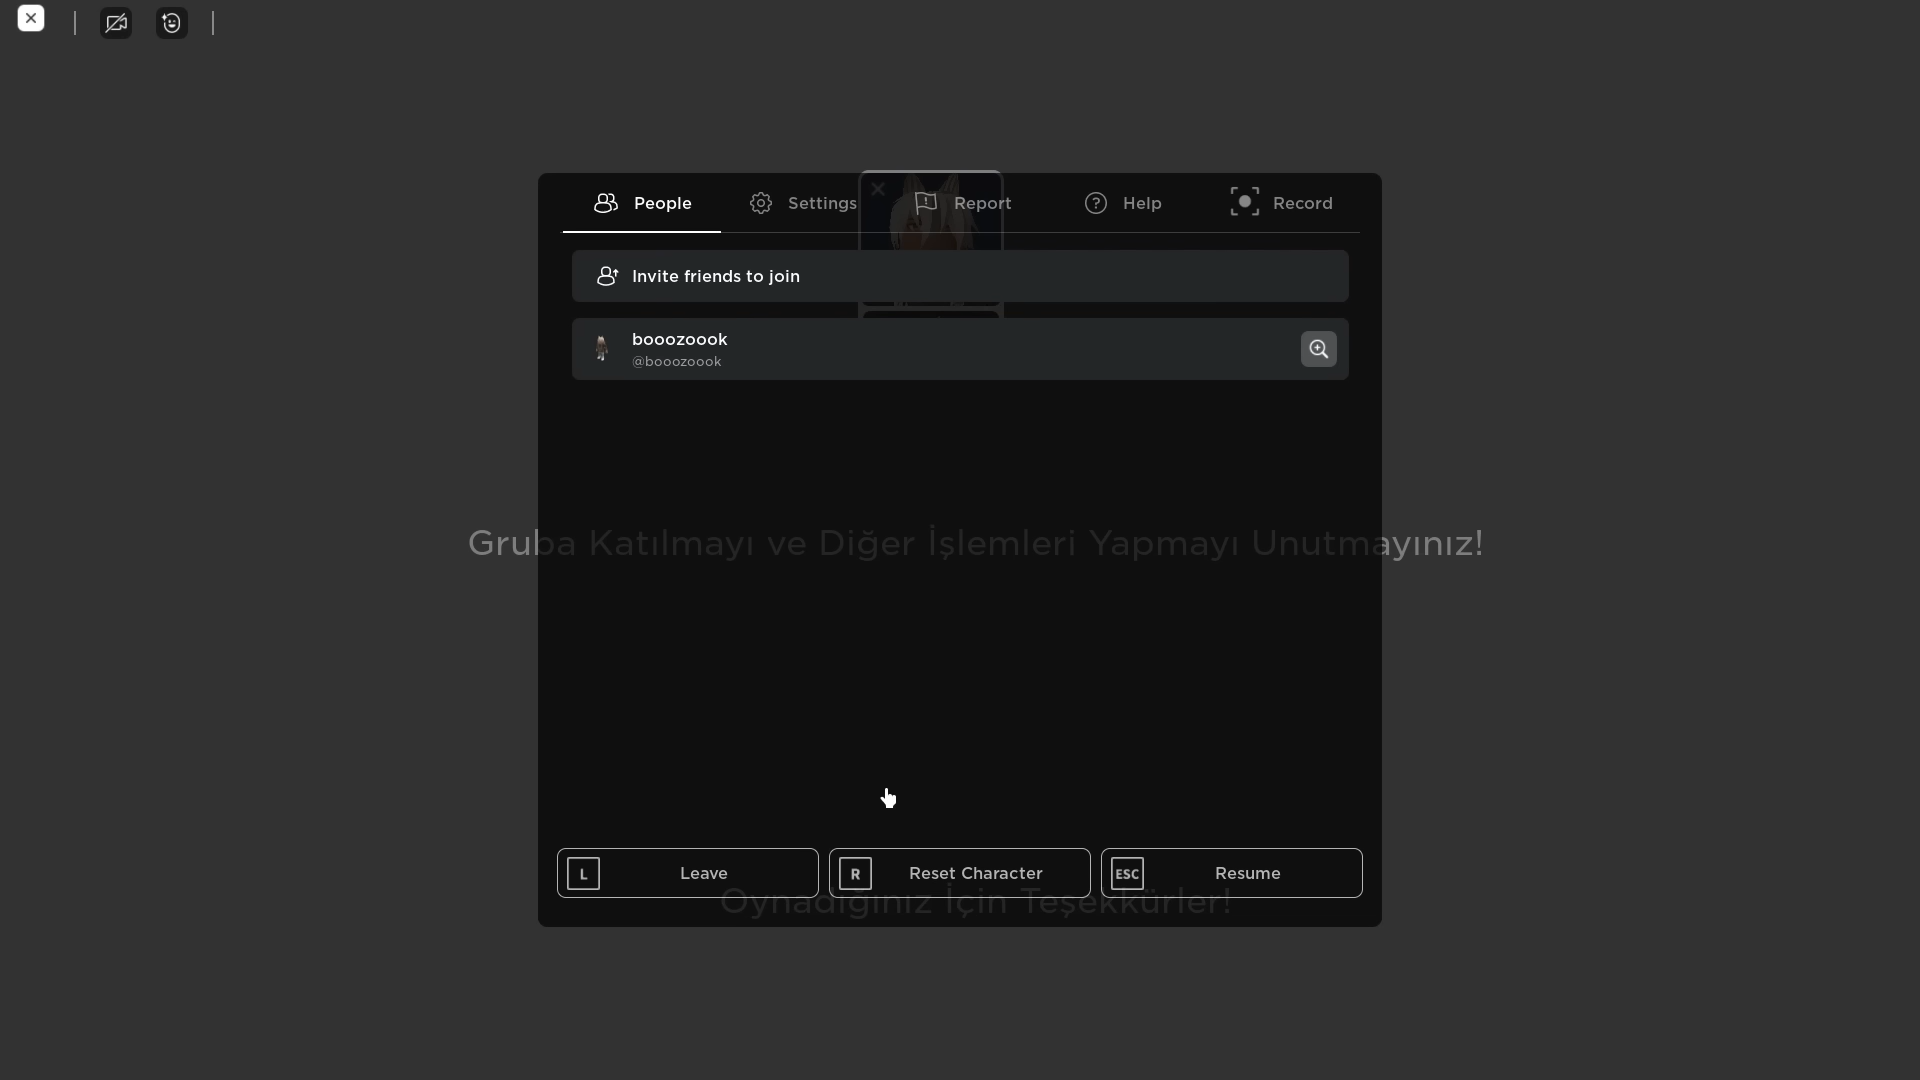 People
Settings
Report
Help
Record
Invite friends to join
booozoook
@booozoook
Gruba Katılmayı ve Diğer İşlemleri Yapmayı Unutmayınız!
L Leave
R Reset Character
ESC Resume
Oynadığınız İçin Teşekkürler!